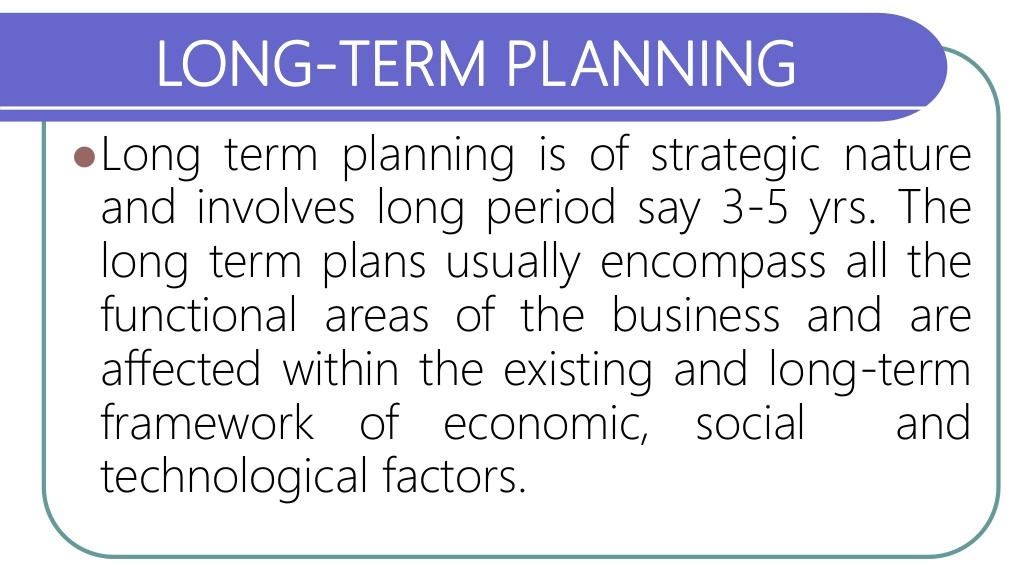 LONG-TERM PLANNING
●Long term planning is of strategic nature
and involves long period say 3-5 yrs. The
long term plans usually encompass all the
functional areas of the business and are
affected within the existing and long-term
framework of economic, social and
technological factors.